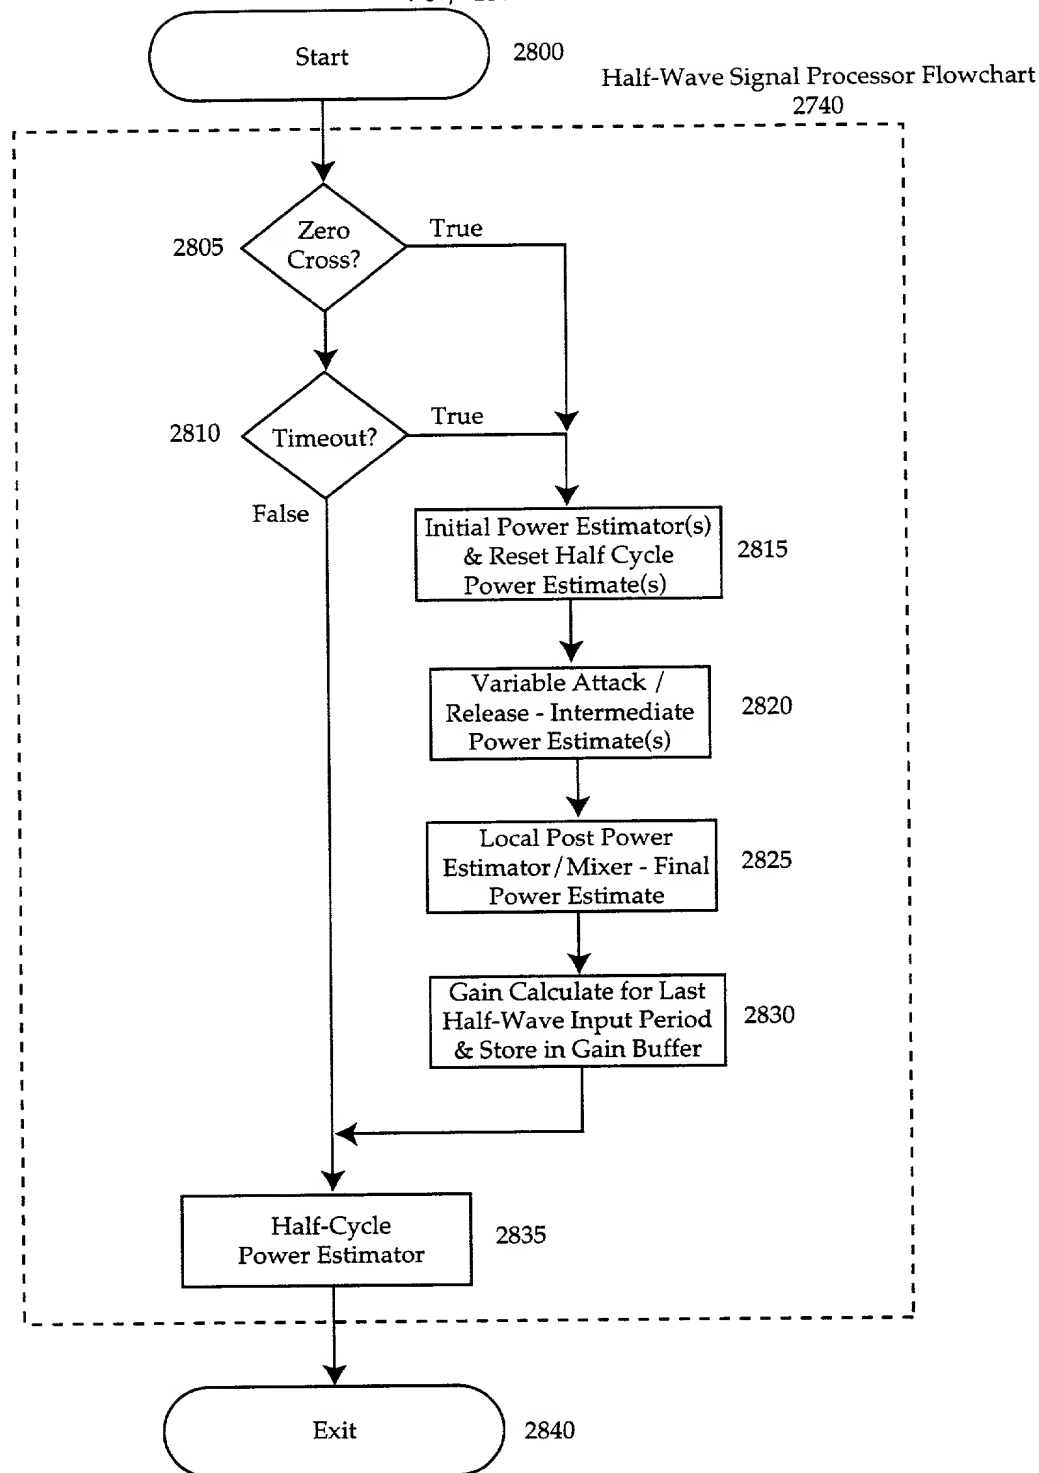 Start
2800
Half-Wave Signal Processor Flowchart
2740
Zero
Cross?
2805
True
Timeout?
2810
True
False
Initial Power Estimator(s)
& Reset Half Cycle
Power Estimate(s)
2815
Variable Attack /
Release - Intermediate
Power Estimate(s)
2820
Local Post Power
Estimator/Mixer - Final
Power Estimate
2825
Gain Calculate for Last
Half-Wave Input Period
& Store in Gain Buffer
2830
Half-Cycle
Power Estimator
2835
Exit
2840